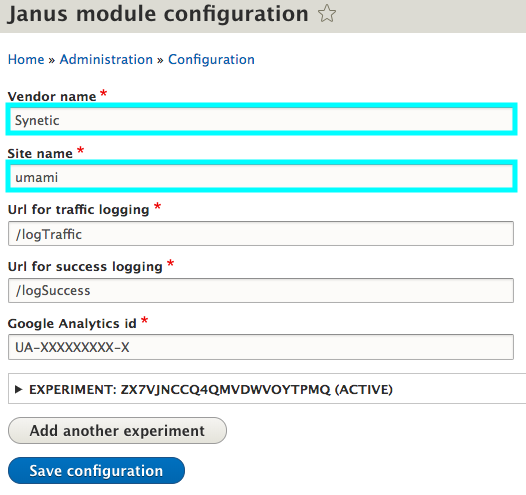 Janus module configuration
Home » Administration » Configuration
Vendor name *
Synetic
Site name *
umami
Url for traffic logging *
/logTraffic
Url for success logging *
/logSuccess
Google Analytics id *
UA-XXXXXXXXX-X
EXPERIMENT: ZX7VJNCCQ4QMVDWVOYTPMQ (ACTIVE)
Add another experiment
Save configuration